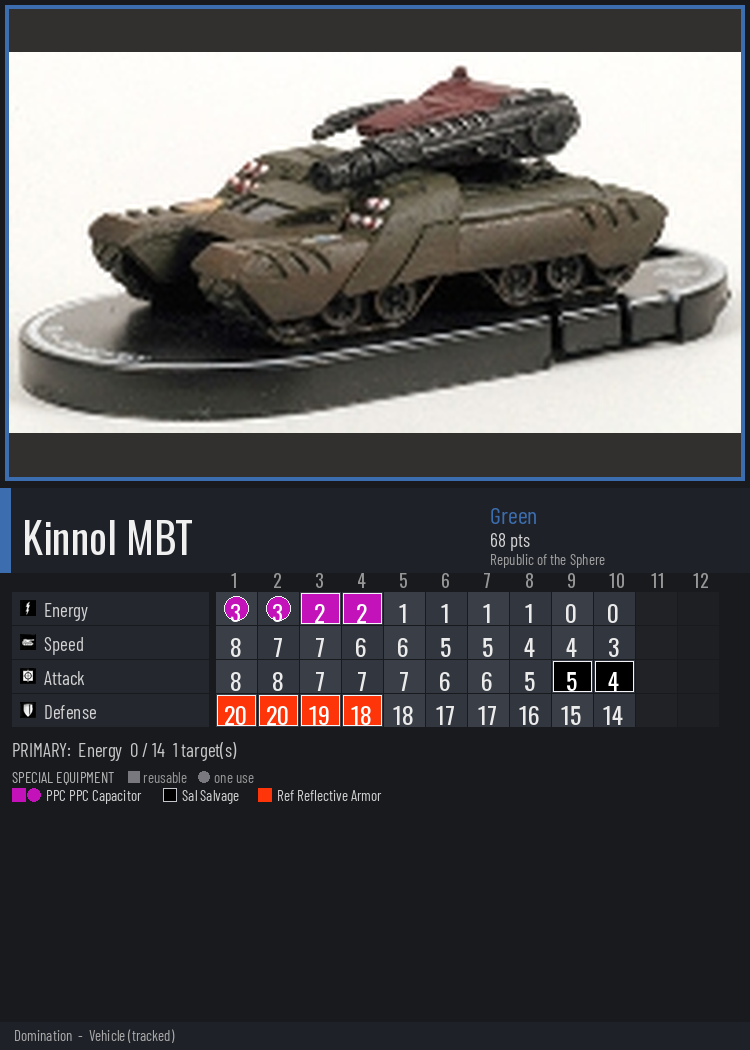 Kinnol MBT
Green
68 pts
Republic of the Sphere
1 2 3 4 5 6 7 8 9 10 11 12
Energy 3 3 2 2 1 1 1 1 0 0
Speed 8 7 7 6 6 5 5 4 4 3
Attack 8 8 7 7 7 6 6 5 5 4
Defense 20 20 19 18 18 17 17 16 15 14
PRIMARY: Energy 0 / 14 1 target(s)
SPECIAL EQUIPMENT reusable one use
PPC PPC Capacitor Sal Salvage Ref Reflective Armor
Domination - Vehicle (tracked)